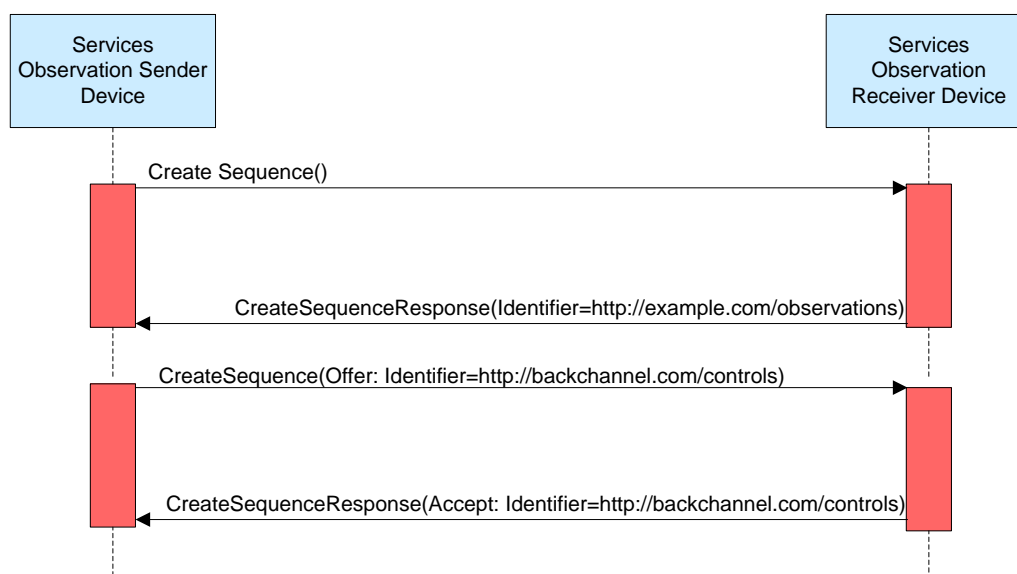 Services
Observation Sender
Device
Services
Observation
Receiver Device
Create Sequence()
CreateSequenceResponse(Identifier=http://example.com/observations)
CreateSequence(Offer: Identifier=http://backchannel.com/controls)
CreateSequenceResponse(Accept: Identifier=http://backchannel.com/controls)